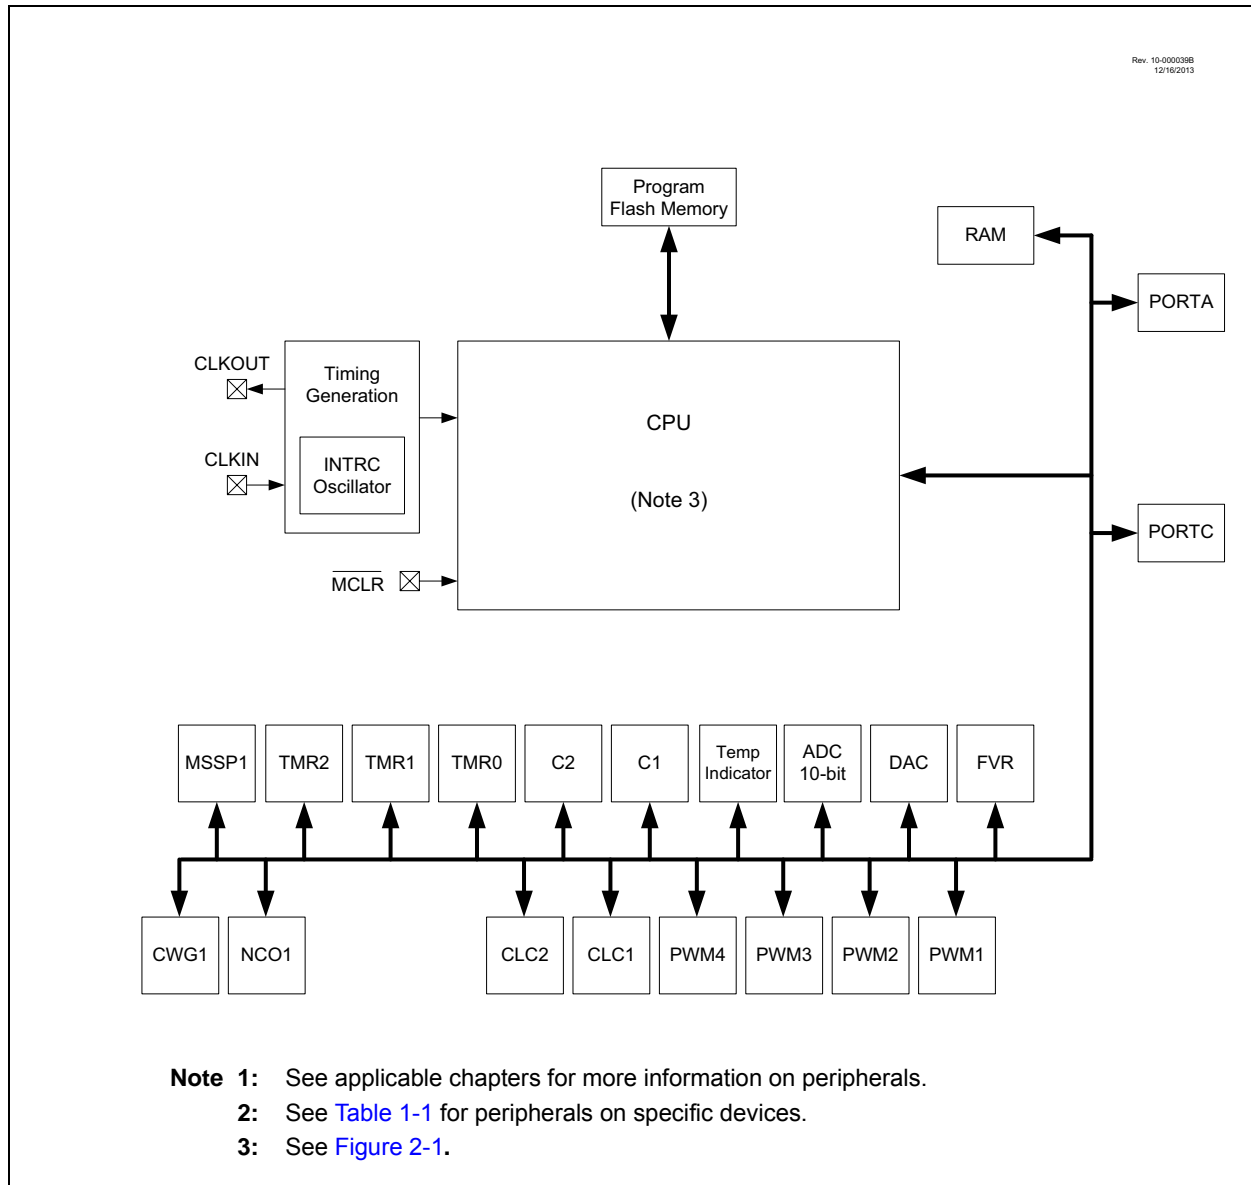 Rev. 10-000039B
12/16/2013
Program
Flash Memory
RAM
PORTA
CLKOUT
Timing
Generation
CPU
CLKIN
INTRC
Oscillator
(Note 3)
PORTC
MCLR
MSSP1
TMR2
TMR1
TMR0
C2
C1
Temp
Indicator
ADC
10-bit
DAC
FVR
CWG1
NCO1
CLC2
CLC1
PWM4
PWM3
PWM2
PWM1
Note 1: See applicable chapters for more information on peripherals.
2: See Table 1-1 for peripherals on specific devices.
3: See Figure 2-1.